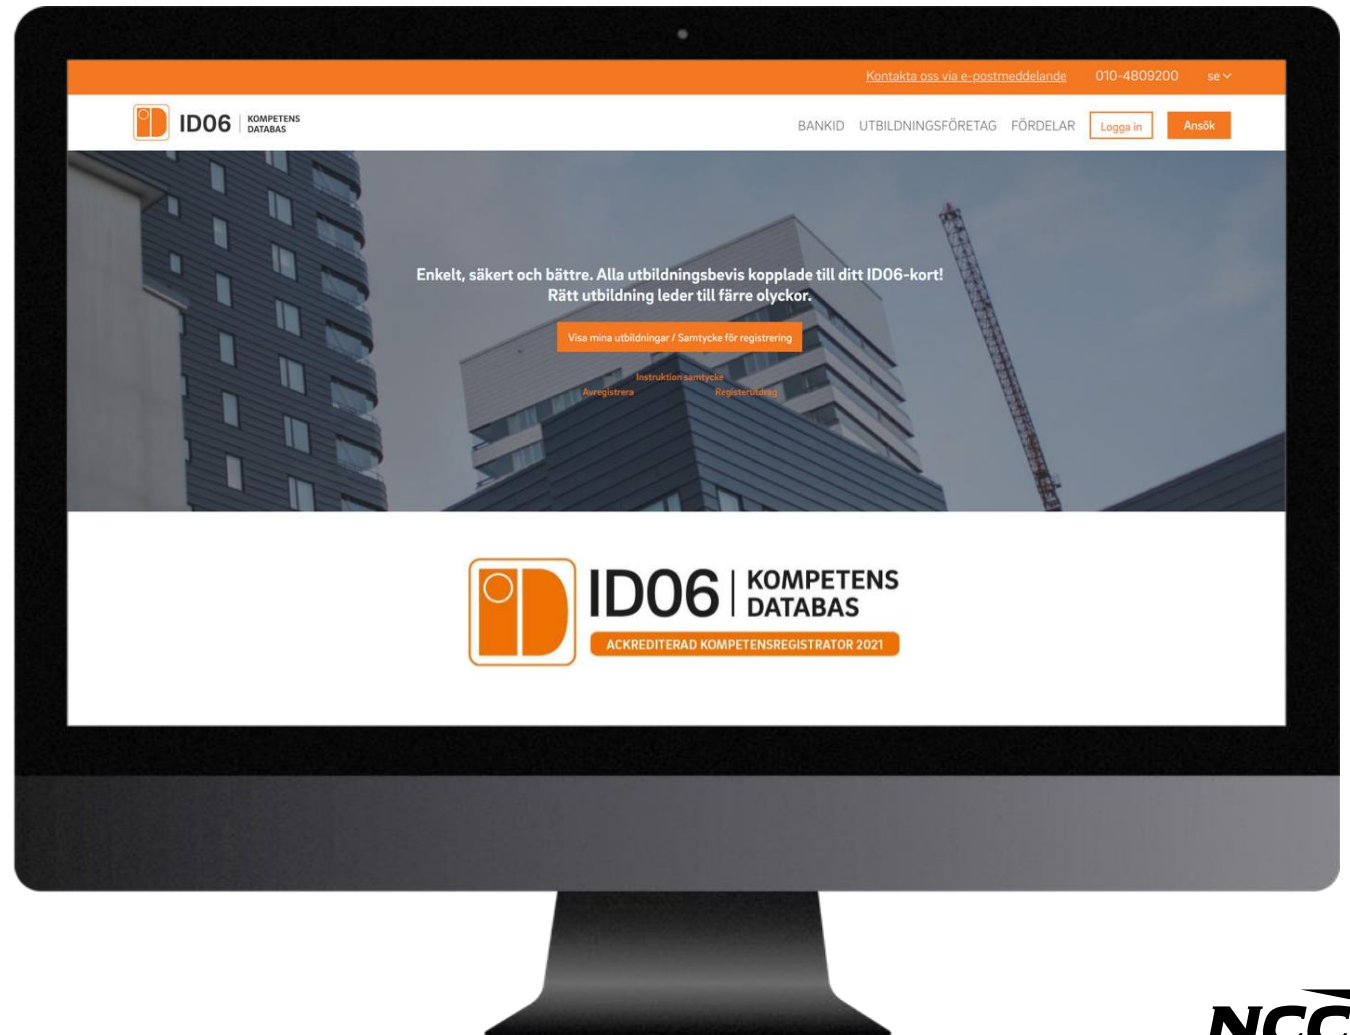 Kontakta oss via e-postmeddelande 010-4809200 se
ID06 KOMPETENS DATABAS
BANKID UTBILDNINGSFÖRETAG FÖRDELAR Logga in Ansök
Enkelt, säkert och bättre. Alla utbildningsbevis kopplade till ditt ID06-kort!
Rätt utbildning leder till färre olyckor.
Visa mina utbildningar / Samtycke för registrering
Instruktion samtycke
Avregistrera Registerutdrag
ID06 KOMPETENS
DATABAS
ACKREDITERAD KOMPETENSREGISTRATOR 2021
NCC